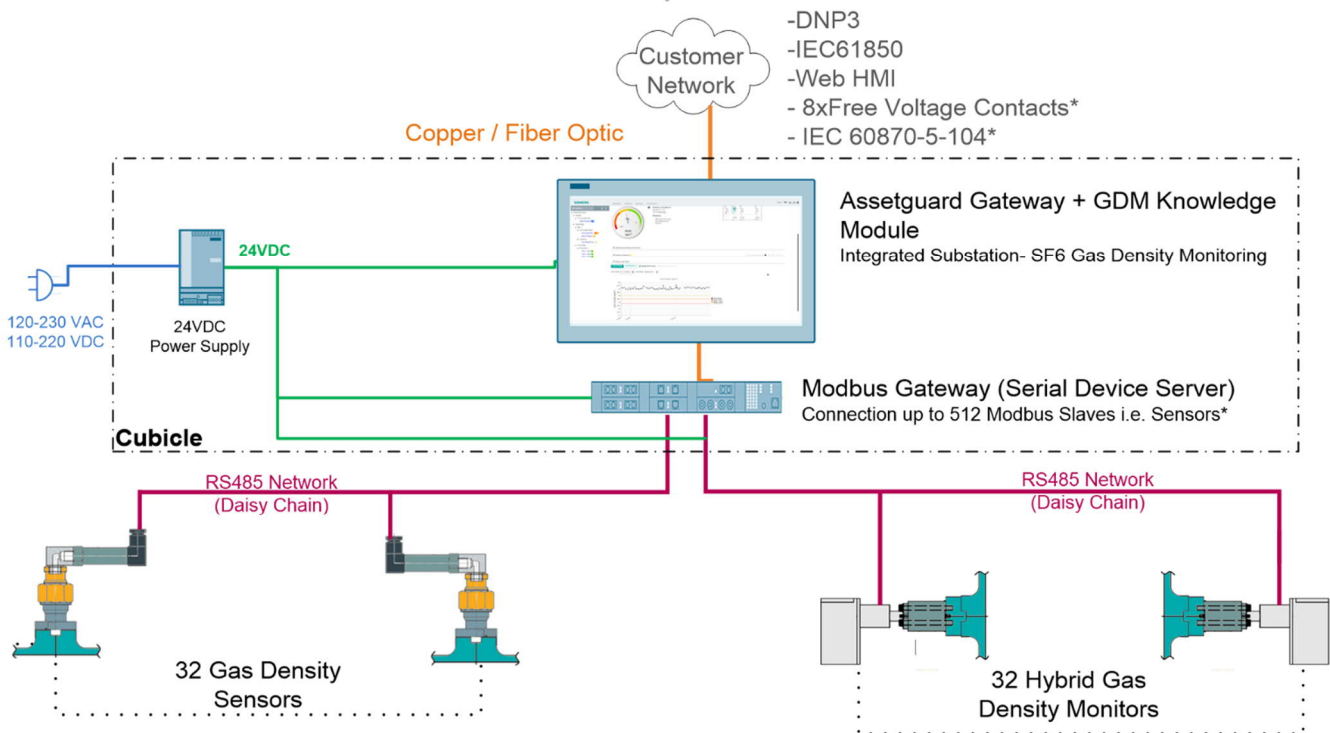 -DNP3
-IEC61850
-Web HMI
- 8xFree Voltage Contacts*
- IEC 60870-5-104*
Customer
Network
Copper / Fiber Optic
Assetguard Gateway + GDM Knowledge
Module
Integrated Substation- SF6 Gas Density Monitoring
24VDC
120-230 VAC
110-220 VDC
24VDC
Power Supply
Modbus Gateway (Serial Device Server)
Connection up to 512 Modbus Slaves i.e. Sensors*
Cubicle
RS485 Network
(Daisy Chain)
RS485 Network
(Daisy Chain)
32 Gas Density
Sensors
32 Hybrid Gas
Density Monitors